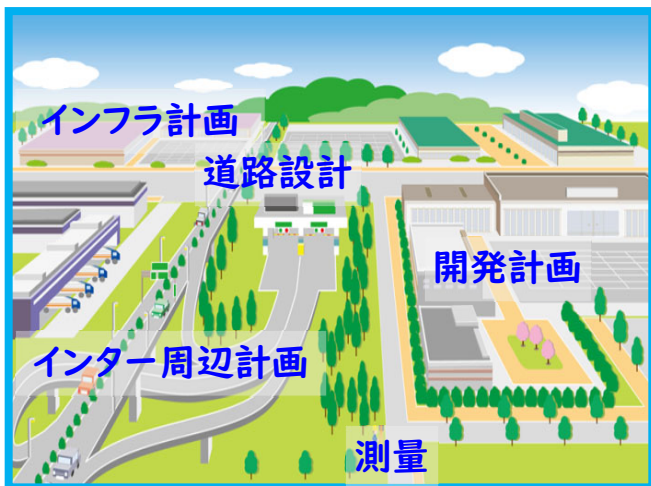 インフラ計画
道路設計
開発計画
インター周辺計画
測量